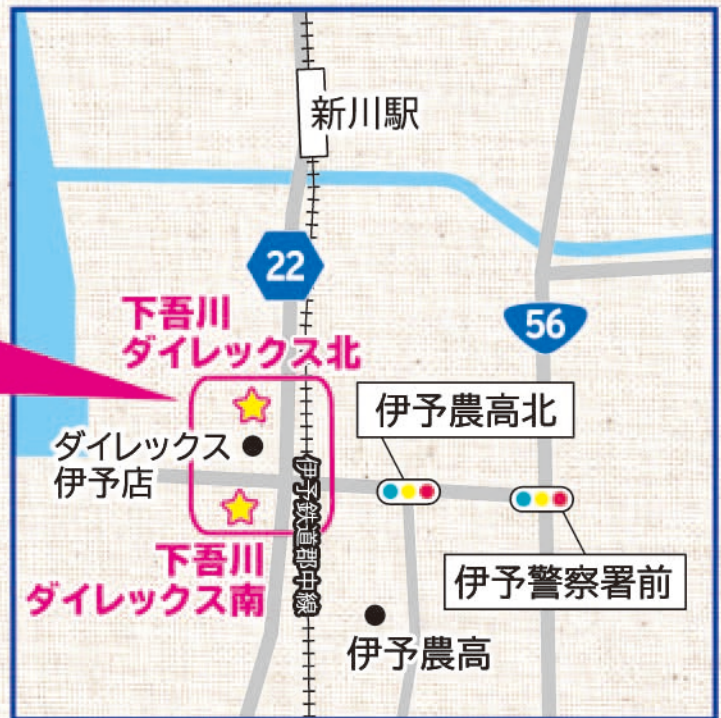 新川駅
22
56
下吾川
ダイレックス北
伊予農高北
ダイレックス
伊予店
伊予鉄道郡中線
下吾川
ダイレックス南
伊予警察署前
伊予農高